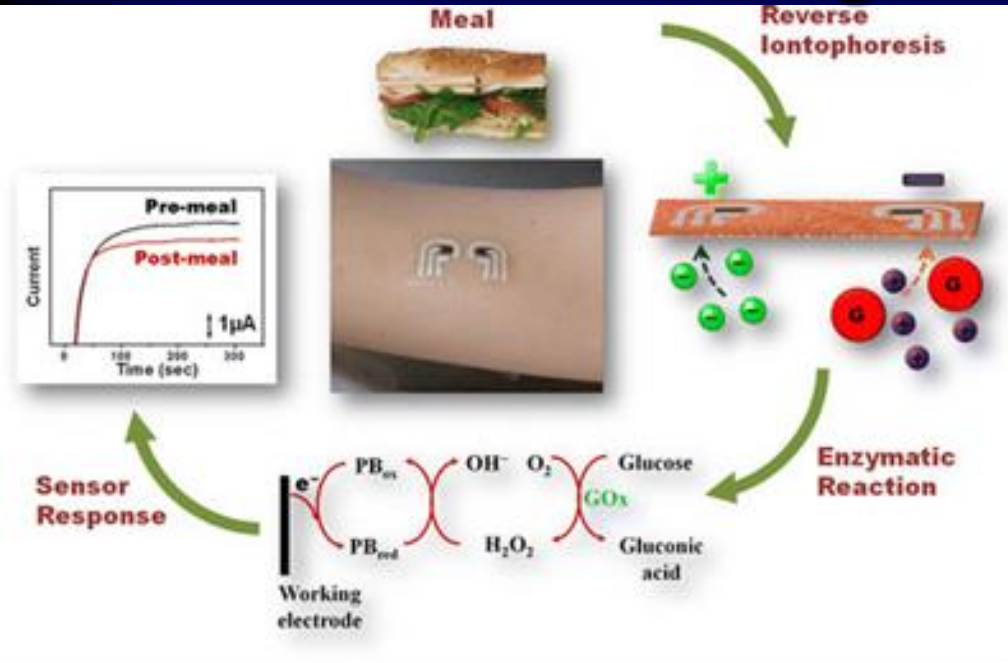 Meal
Reverse
Iontophoresis
Pre-meal
Post-meal
Current
1μA
0 100 200 300
Time (sec)
+
−
G
G
Enzymatic
Reaction
Sensor
Response
e⁻
PBox
OH⁻ O₂
Glucose
GOx
PBred
H₂O₂
Gluconic
acid
Working
electrode